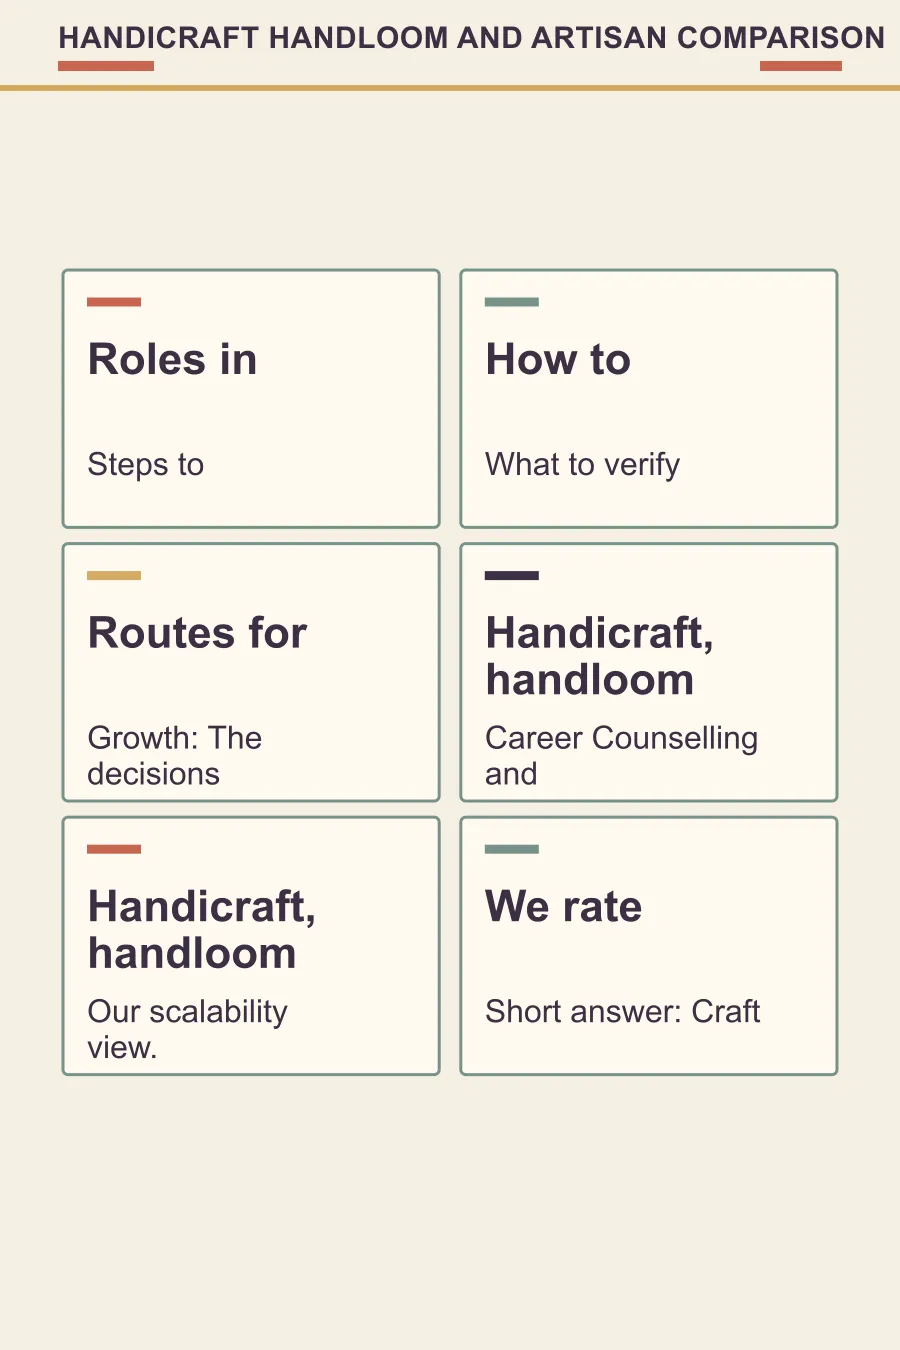 HANDICRAFT HANDLOOM AND ARTISAN COMPARISON
Roles in
Steps to
How to
What to verify
Routes for
Growth: The
decisions
Handicraft,
handloom
Career Counselling
and
Handicraft,
handloom
Our scalability
view.
We rate
Short answer: Craft